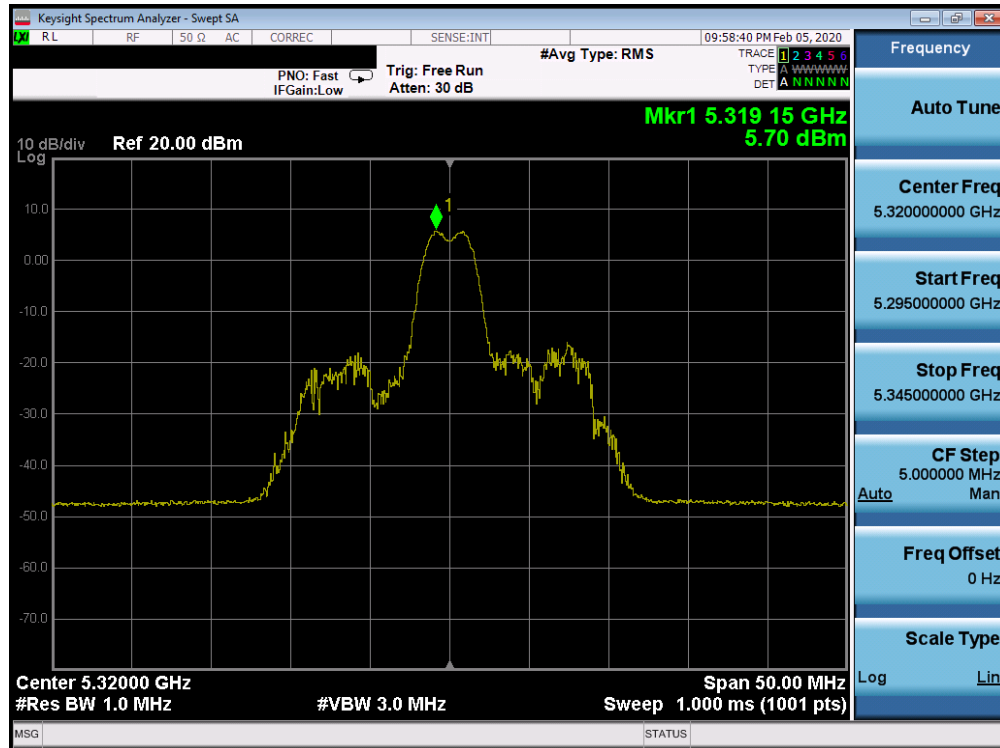 Keysight Spectrum Analyzer - Swept SA
LXI RL RF 50 Ω AC CORREC SENSE:INT 09:58:40 PM Feb 05, 2020
#Avg Type: RMS TRACE 1 2 3 4 5 6
PNO: Fast Trig: Free Run TYPE A WWWWW
IFGain:Low Atten: 30 dB DET A N N N N N
Mkr1 5.319 15 GHz
5.70 dBm
10 dB/div Ref 20.00 dBm
Log
1
10.0
0.00
-10.0
-20.0
-30.0
-40.0
-50.0
-60.0
-70.0
Center 5.32000 GHz Span 50.00 MHz
#Res BW 1.0 MHz #VBW 3.0 MHz Sweep 1.000 ms (1001 pts)
MSG STATUS
Frequency
Auto Tune
Center Freq
5.320000000 GHz
Start Freq
5.295000000 GHz
Stop Freq
5.345000000 GHz
CF Step
5.000000 MHz
Auto Man
Freq Offset
0 Hz
Scale Type
Log Lin